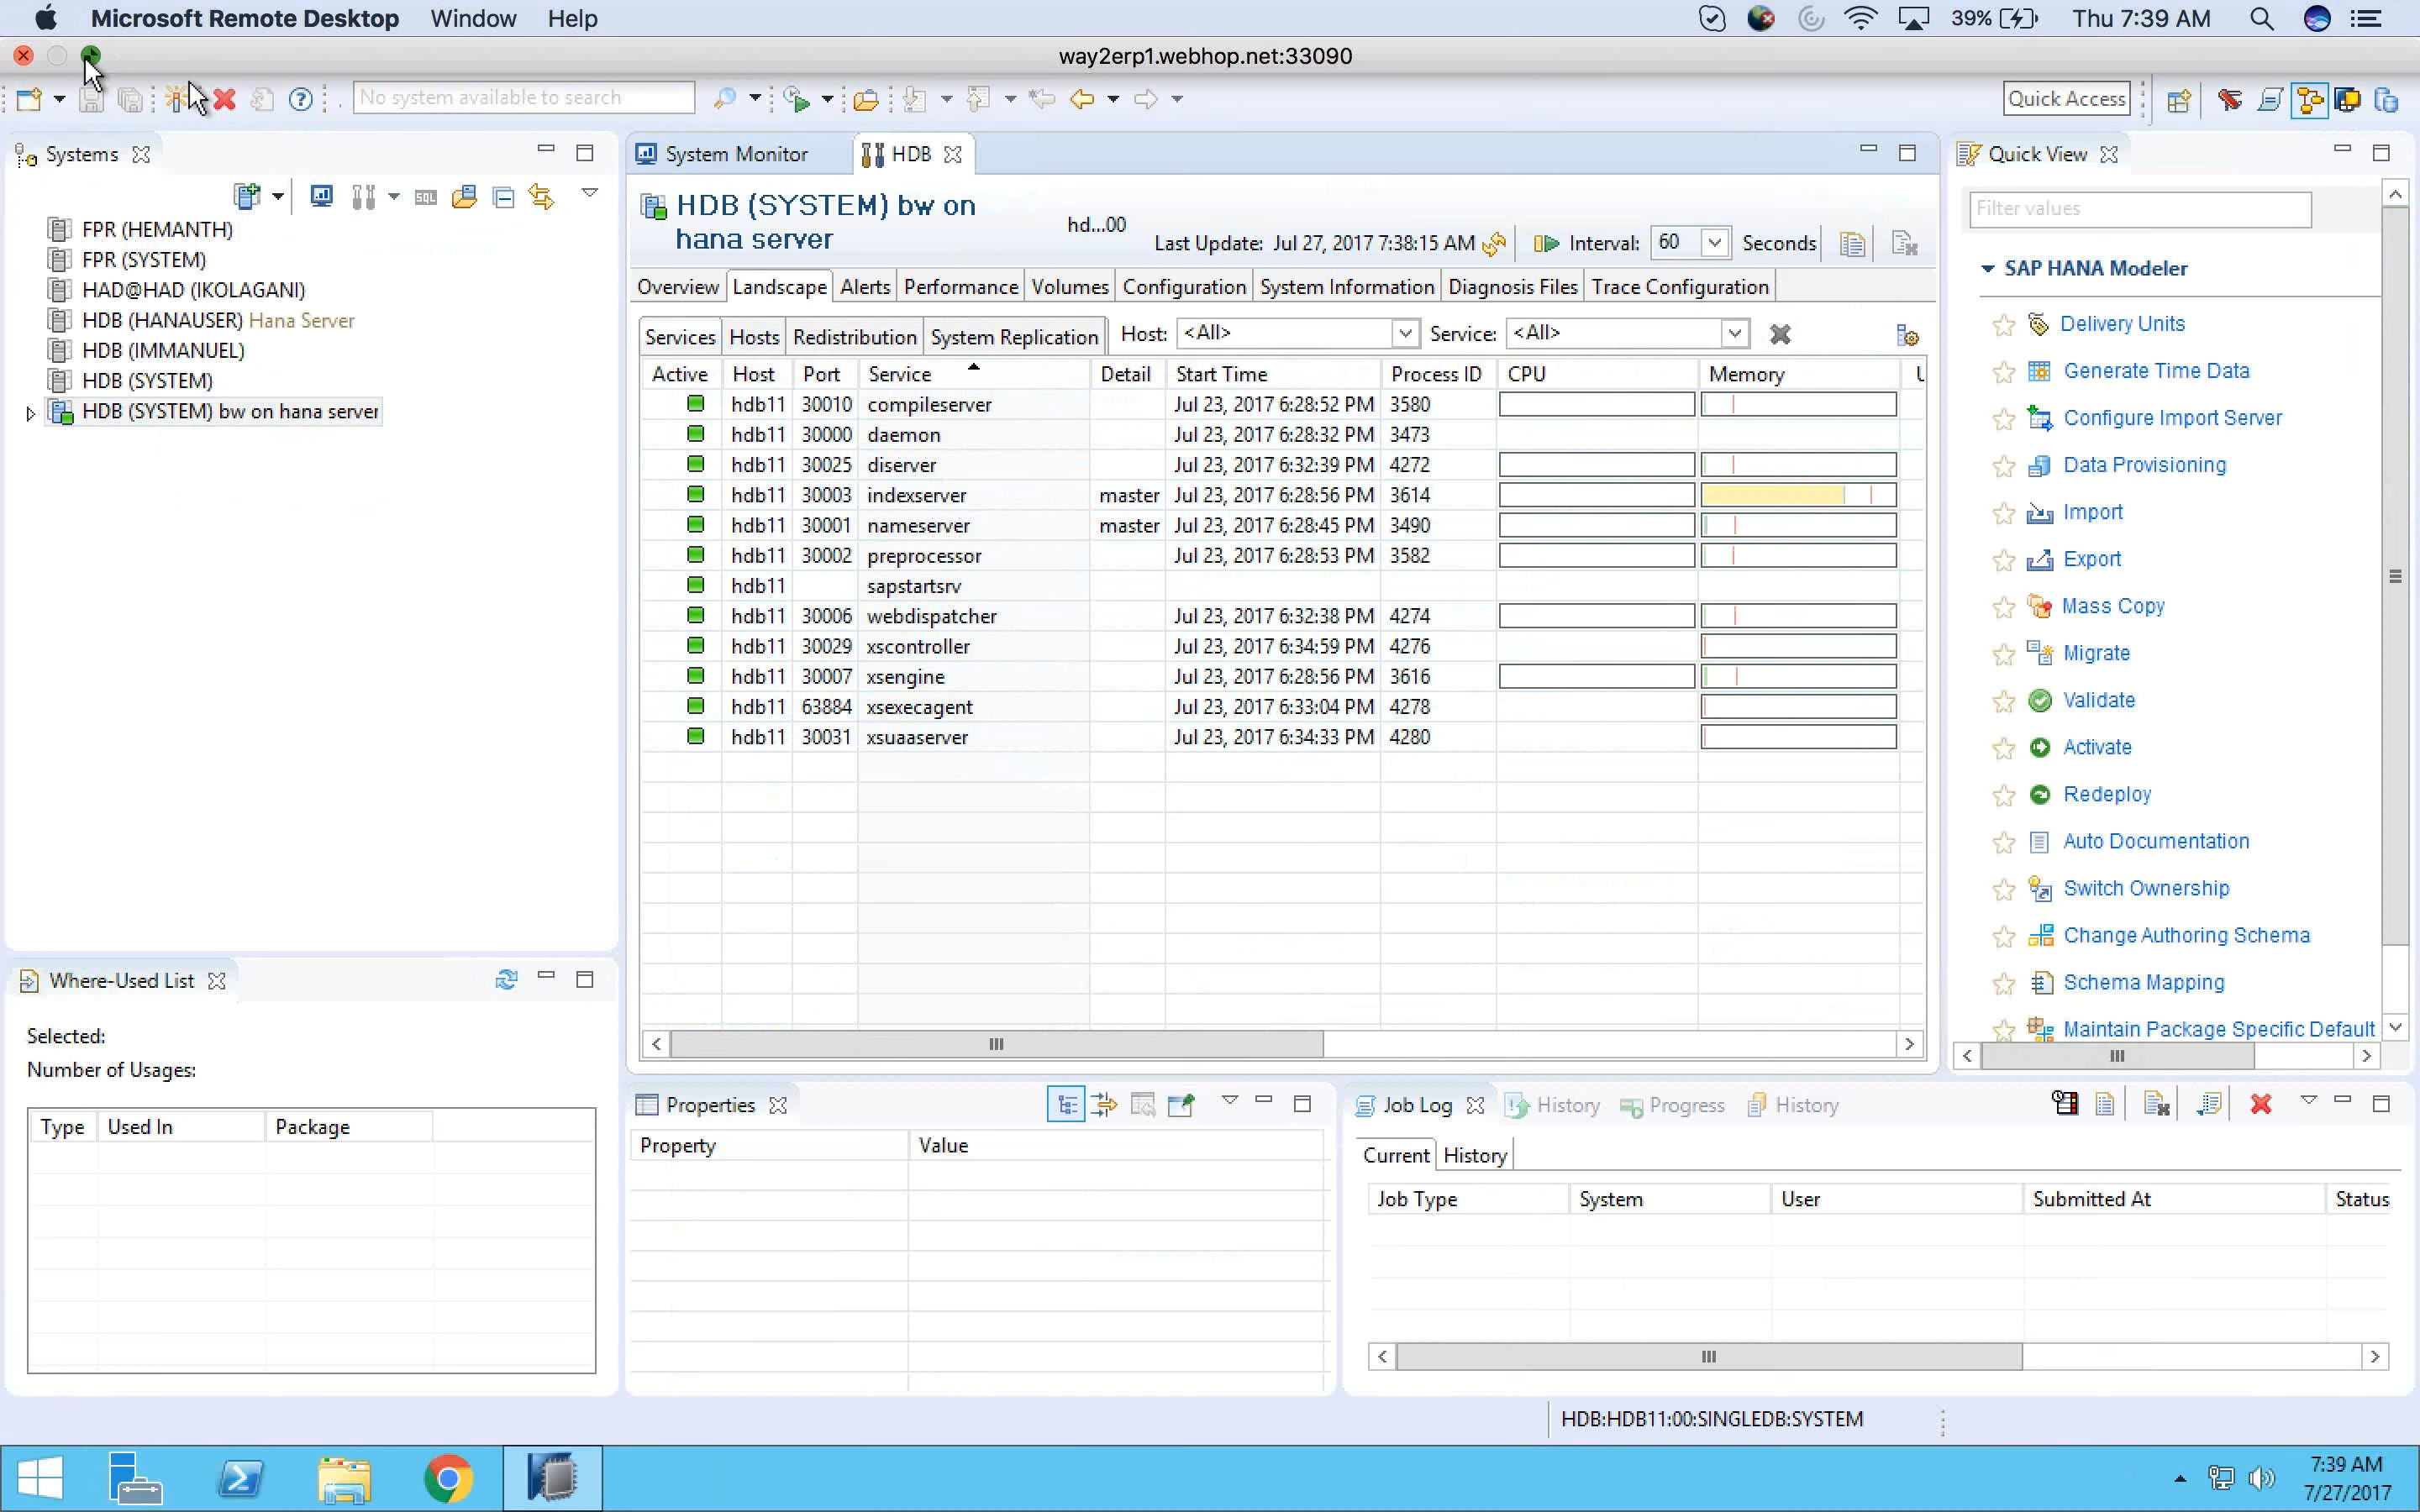 Microsoft Remote Desktop Window Help 39% Thu 7:39 AM
way2erp1.webhop.net:33090
No system available to search Quick Access
Systems
FPR (HEMANTH)
FPR (SYSTEM)
HAD@HAD (IKOLAGANI)
HDB (HANAUSER) Hana Server
HDB (IMMANUEL)
HDB (SYSTEM)
HDB (SYSTEM) bw on hana server
System Monitor HDB
HDB (SYSTEM) bw on
hana server
hd...00
Last Update: Jul 27, 2017 7:38:15 AM Interval: 60 Seconds
Overview Landscape Alerts Performance Volumes Configuration System Information Diagnosis Files Trace Configuration
Services Hosts Redistribution System Replication Host: <All> Service: <All>
Active Host Port Service Detail Start Time Process ID CPU Memory
hdb11 30010 compileserver Jul 23, 2017 6:28:52 PM 3580
hdb11 30000 daemon Jul 23, 2017 6:28:32 PM 3473
hdb11 30025 diserver Jul 23, 2017 6:32:39 PM 4272
hdb11 30003 indexserver master Jul 23, 2017 6:28:56 PM 3614
hdb11 30001 nameserver master Jul 23, 2017 6:28:45 PM 3490
hdb11 30002 preprocessor Jul 23, 2017 6:28:53 PM 3582
hdb11 sapstartsrv
hdb11 30006 webdispatcher Jul 23, 2017 6:32:38 PM 4274
hdb11 30029 xscontroller Jul 23, 2017 6:34:59 PM 4276
hdb11 30007 xsengine Jul 23, 2017 6:28:56 PM 3616
hdb11 63884 xsexecagent Jul 23, 2017 6:33:04 PM 4278
hdb11 30031 xsuaaserver Jul 23, 2017 6:34:33 PM 4280
Quick View
Filter values
SAP HANA Modeler
Delivery Units
Generate Time Data
Configure Import Server
Data Provisioning
Import
Export
Mass Copy
Migrate
Validate
Activate
Redeploy
Auto Documentation
Switch Ownership
Change Authoring Schema
Schema Mapping
Maintain Package Specific Default
Where-Used List
Selected:
Number of Usages:
Type Used In Package
Properties
Property Value
Job Log History Progress History
Current History
Job Type System User Submitted At Status
HDB:HDB11:00:SINGLEDB:SYSTEM
7:39 AM
7/27/2017